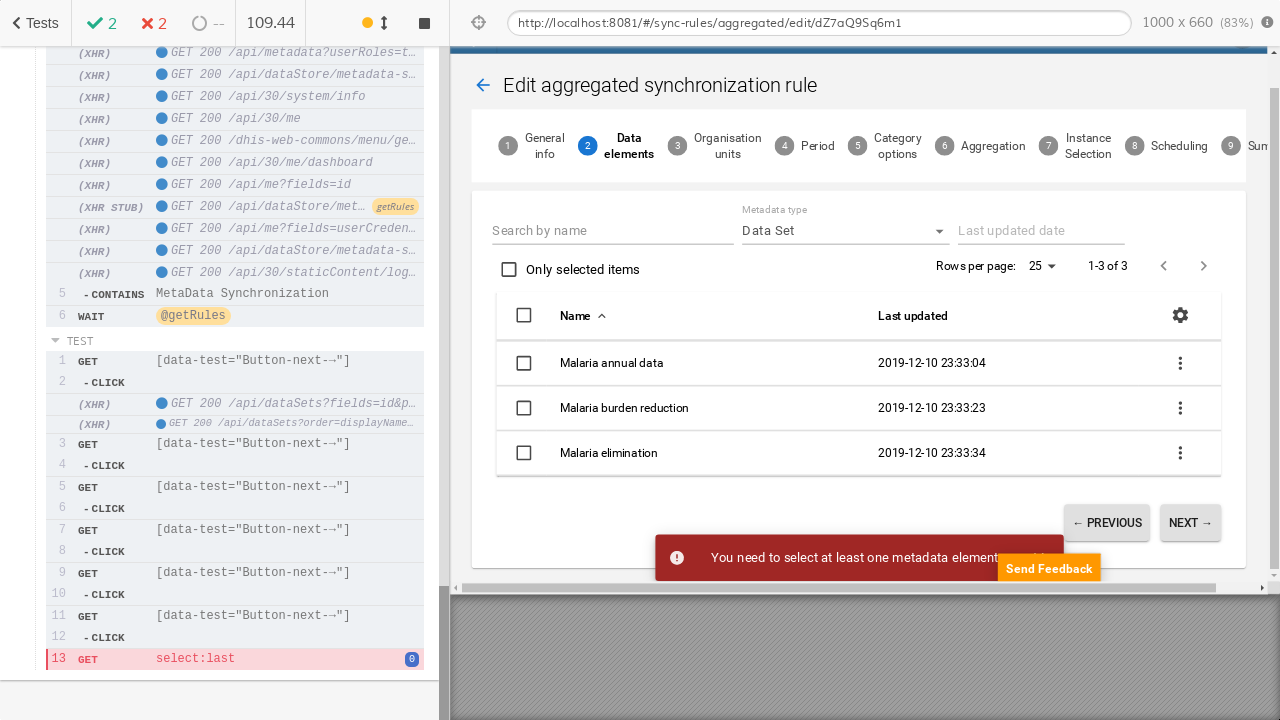 Tests
2
2
--
109.44
http://localhost:8081/#/sync-rules/aggregated/edit/dZ7aQ9Sq6m1
1000 x 660 (83%)
(XHR) GET 200 /api/metadata?userRoles=t…
(XHR) GET 200 /api/dataStore/metadata-s…
(XHR) GET 200 /api/30/system/info
(XHR) GET 200 /api/30/me
(XHR) GET 200 /dhis-web-commons/menu/ge…
(XHR) GET 200 /api/30/me/dashboard
(XHR) GET 200 /api/me?fields=id
(XHR STUB) GET 200 /api/dataStore/met… getRules
(XHR) GET 200 /api/me?fields=userCreden…
(XHR) GET 200 /api/dataStore/metadata-s…
(XHR) GET 200 /api/30/staticContent/log…
5 -CONTAINS MetaData Synchronization
6 WAIT @getRules
TEST
1 GET [data-test="Button-next-→"]
2 -CLICK
(XHR) GET 200 /api/dataSets?fields=id&p…
(XHR) GET 200 /api/dataSets?order=displayName…
3 GET [data-test="Button-next-→"]
4 -CLICK
5 GET [data-test="Button-next-→"]
6 -CLICK
7 GET [data-test="Button-next-→"]
8 -CLICK
9 GET [data-test="Button-next-→"]
10 -CLICK
11 GET [data-test="Button-next-→"]
12 -CLICK
13 GET select:last 0
Edit aggregated synchronization rule
1 General info
2 Data elements
3 Organisation units
4 Period
5 Category options
6 Aggregation
7 Instance Selection
8 Scheduling
9
Search by name
Metadata type
Data Set
Last updated date
Only selected items
Rows per page: 25 1-3 of 3
Name Last updated
Malaria annual data 2019-12-10 23:33:04
Malaria burden reduction 2019-12-10 23:33:23
Malaria elimination 2019-12-10 23:33:34
← PREVIOUS NEXT →
You need to select at least one metadata element
Send Feedback